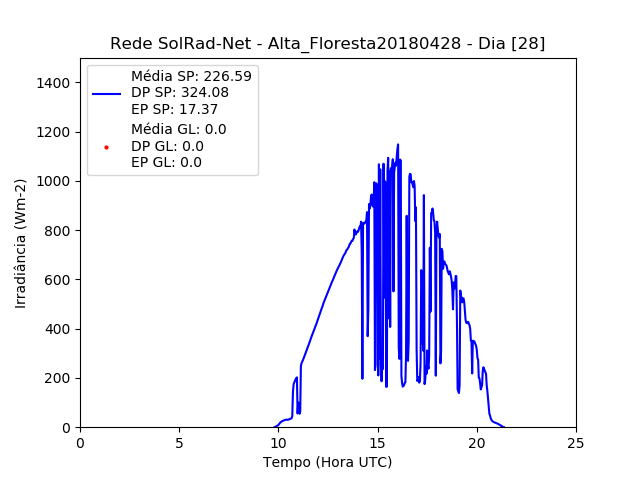 Rede SolRad-Net - Alta_Floresta20180428 - Dia [28]
Média SP: 226.59
DP SP: 324.08
EP SP: 17.37
Média GL: 0.0
DP GL: 0.0
EP GL: 0.0
Irradiância (Wm-2)
1400
1200
1000
800
600
400
200
0
0 5 10 15 20 25
Tempo (Hora UTC)